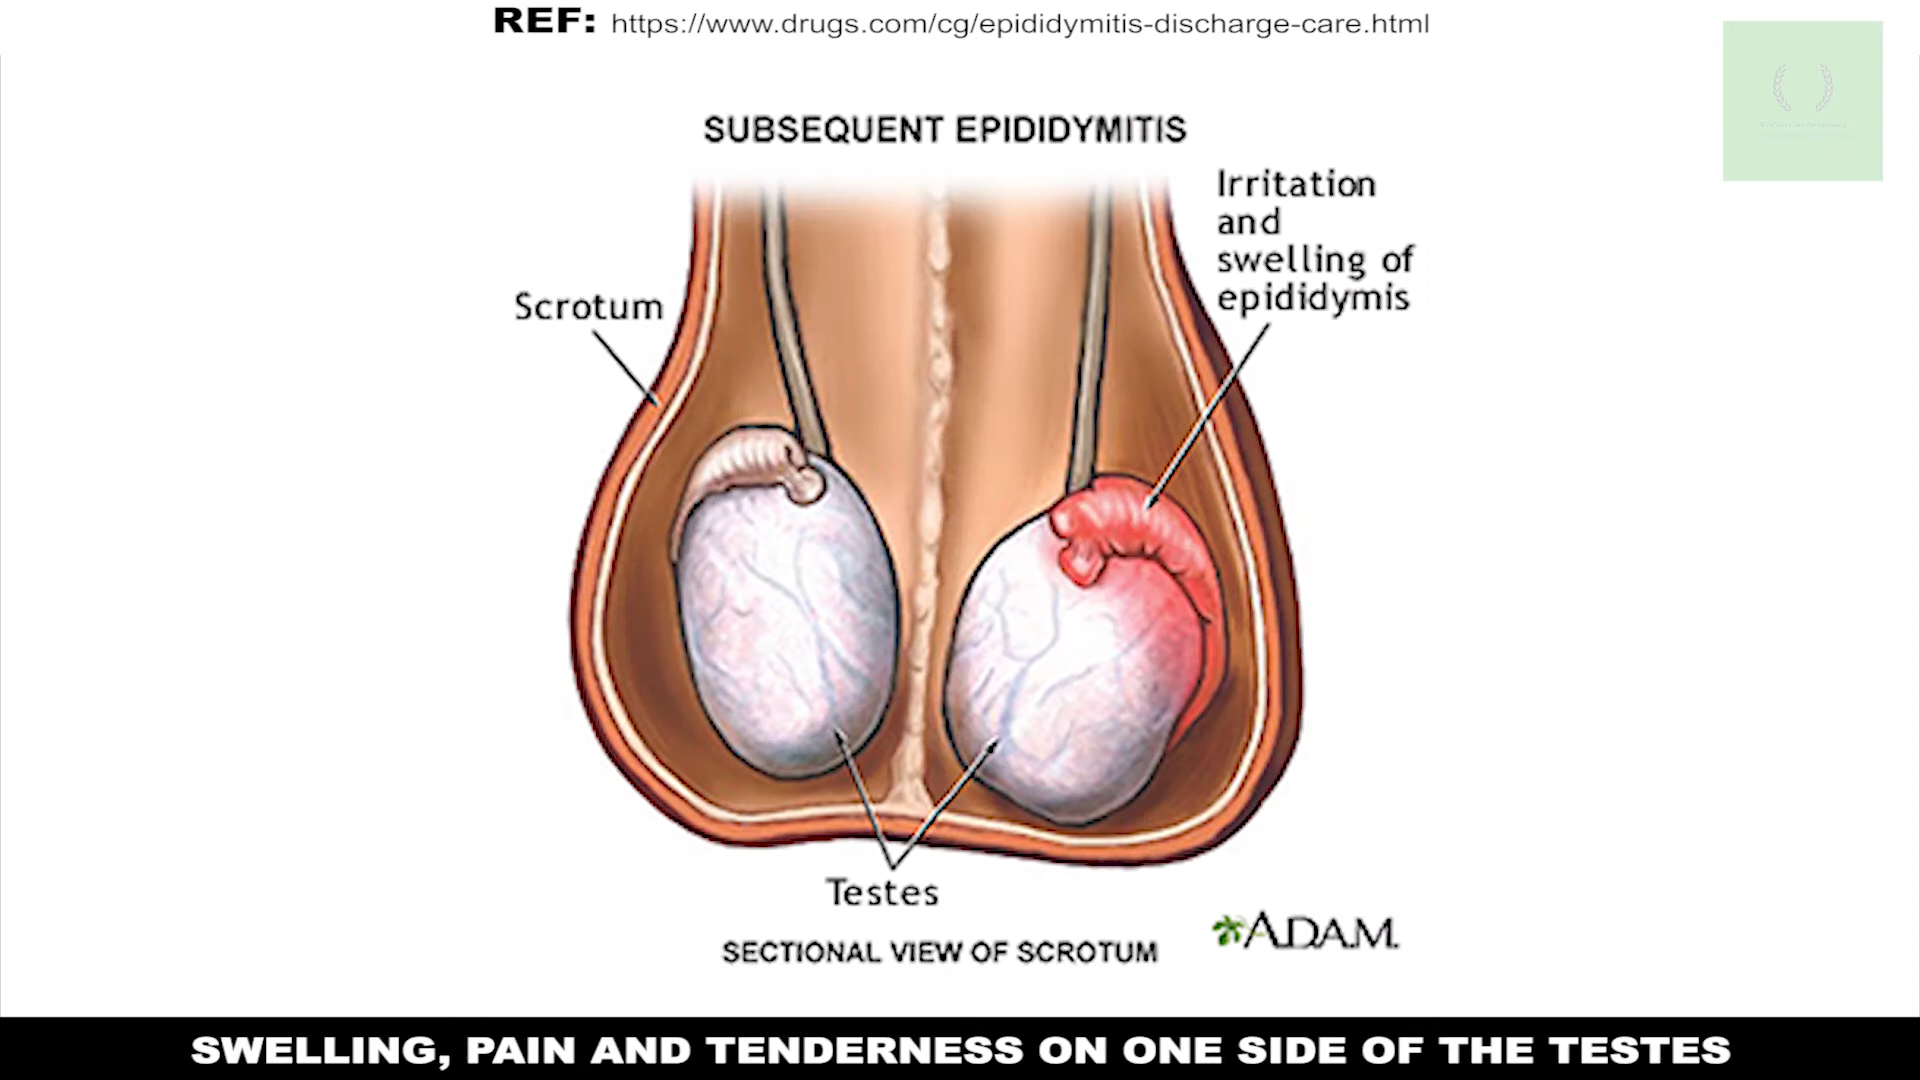 REF: https://www.drugs.com/cg/epididymitis-discharge-care.html
SUBSEQUENT EPIDIDYMITIS
Irritation
and
swelling of
epididymis
Scrotum
Testes
SECTIONAL VIEW OF SCROTUM
A.D.A.M.
SWELLING, PAIN AND TENDERNESS ON ONE SIDE OF THE TESTES